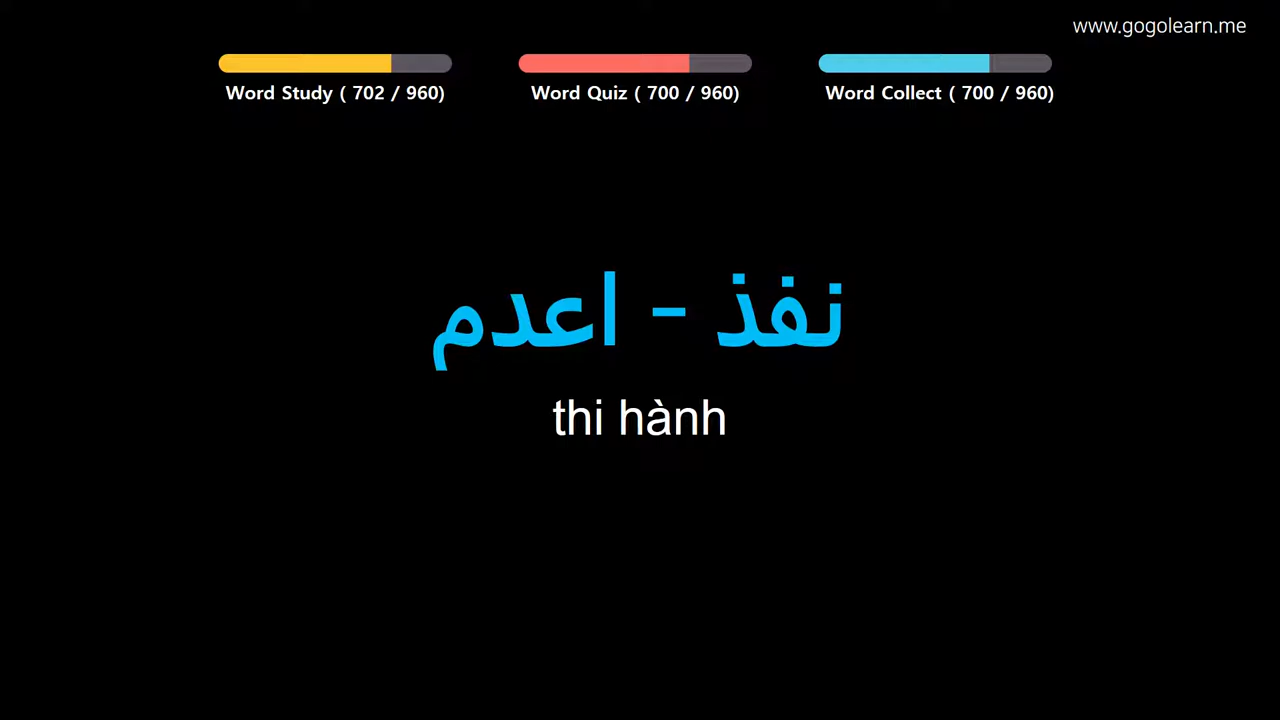 www.gogolearn.me
Word Study ( 702 / 960) Word Quiz ( 700 / 960) Word Collect ( 700 / 960)
نفذ - اعدم
thi hành